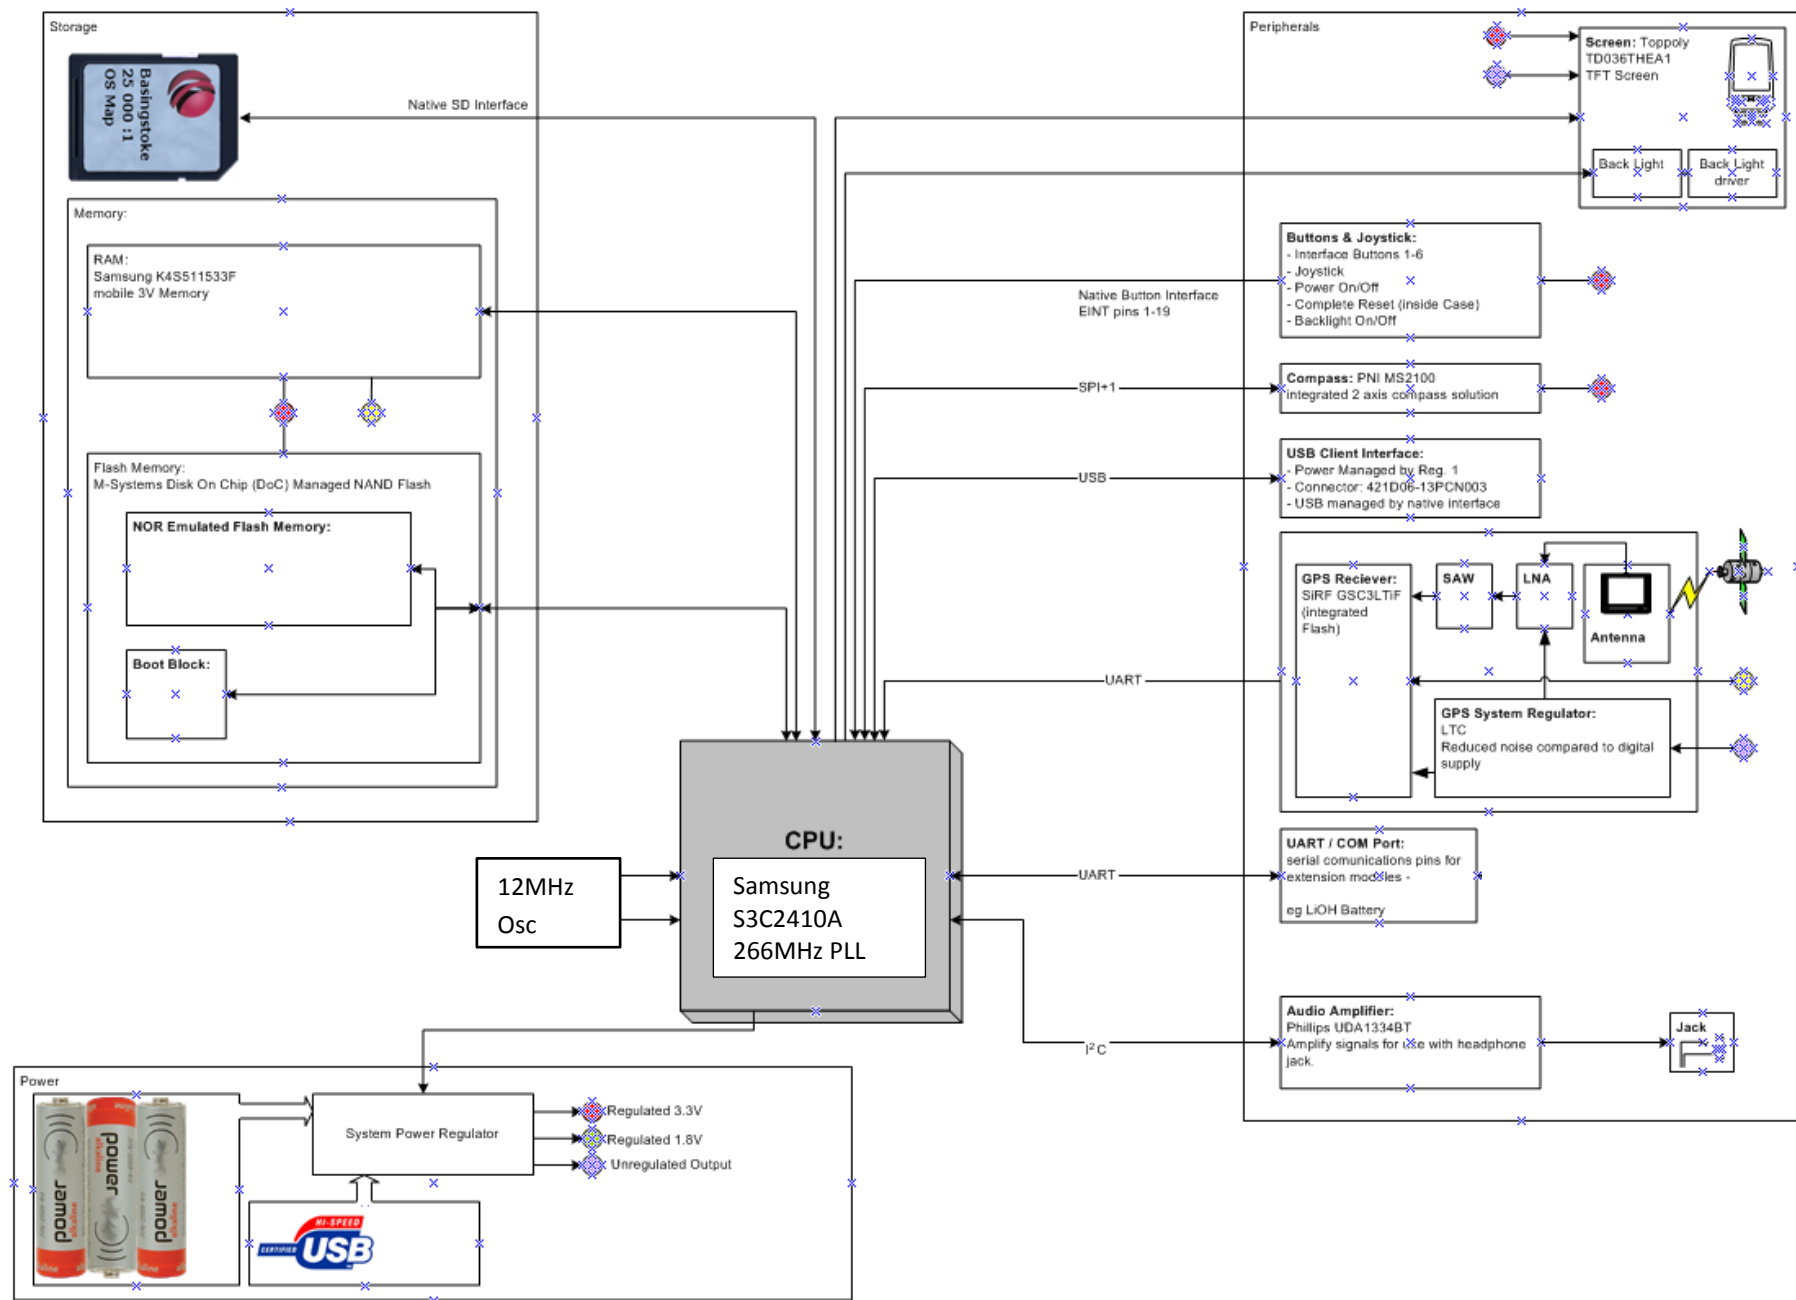 Storage
Basingstoke
25 000 :1
OS Map
Native SD Interface
Memory:
RAM:
Samsung K4S511533F
mobile 3V Memory
Flash Memory:
M-Systems Disk On Chip (DoC) Managed NAND Flash
NOR Emulated Flash Memory:
Boot Block:
12MHz
Osc
CPU:
Samsung
S3C2410A
266MHz PLL
Power
power
alkaline
power
alkaline
power
alkaline
System Power Regulator
Regulated 3.3V
Regulated 1.8V
Unregulated Output
HI-SPEED
CERTIFIED
USB
Peripherals
Screen: Toppoly
TD036THEA1
TFT Screen
Back Light
Back Light
driver
Buttons & Joystick:
- Interface Buttons 1-6
- Joystick
- Power On/Off
- Complete Reset (inside Case)
- Backlight On/Off
Native Button Interface
EINT pins 1-19
SPI+1
Compass: PNI MS2100
integrated 2 axis compass solution
USB
USB Client Interface:
- Power Managed by Reg. 1
- Connector: 421D06-13PCN003
- USB managed by native interface
UART
GPS Reciever:
SiRF GSC3LTiF
(integrated
Flash)
SAW
LNA
Antenna
GPS System Regulator:
LTC
Reduced noise compared to digital
supply
UART
UART / COM Port:
serial comunications pins for
extension modules -
eg LiOH Battery
I²C
Audio Amplifier:
Phillips UDA1334BT
Amplify signals for use with headphone
jack.
Jack